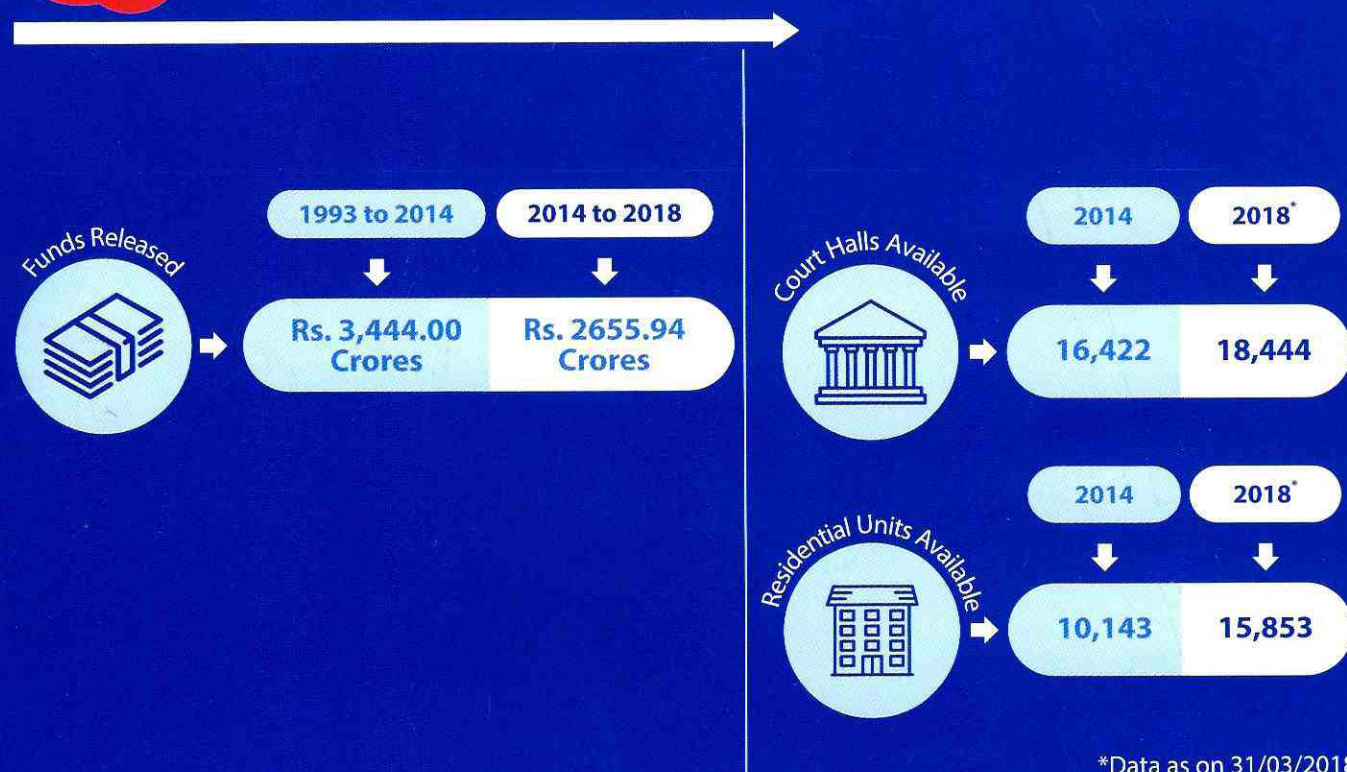 Funds Released
1993 to 2014
2014 to 2018
Rs. 3,444.00
Crores
Rs. 2655.94
Crores
Court Halls Available
2014
2018*
16,422
18,444
Residential Units Available
2014
2018*
10,143
15,853
*Data as on 31/03/2018